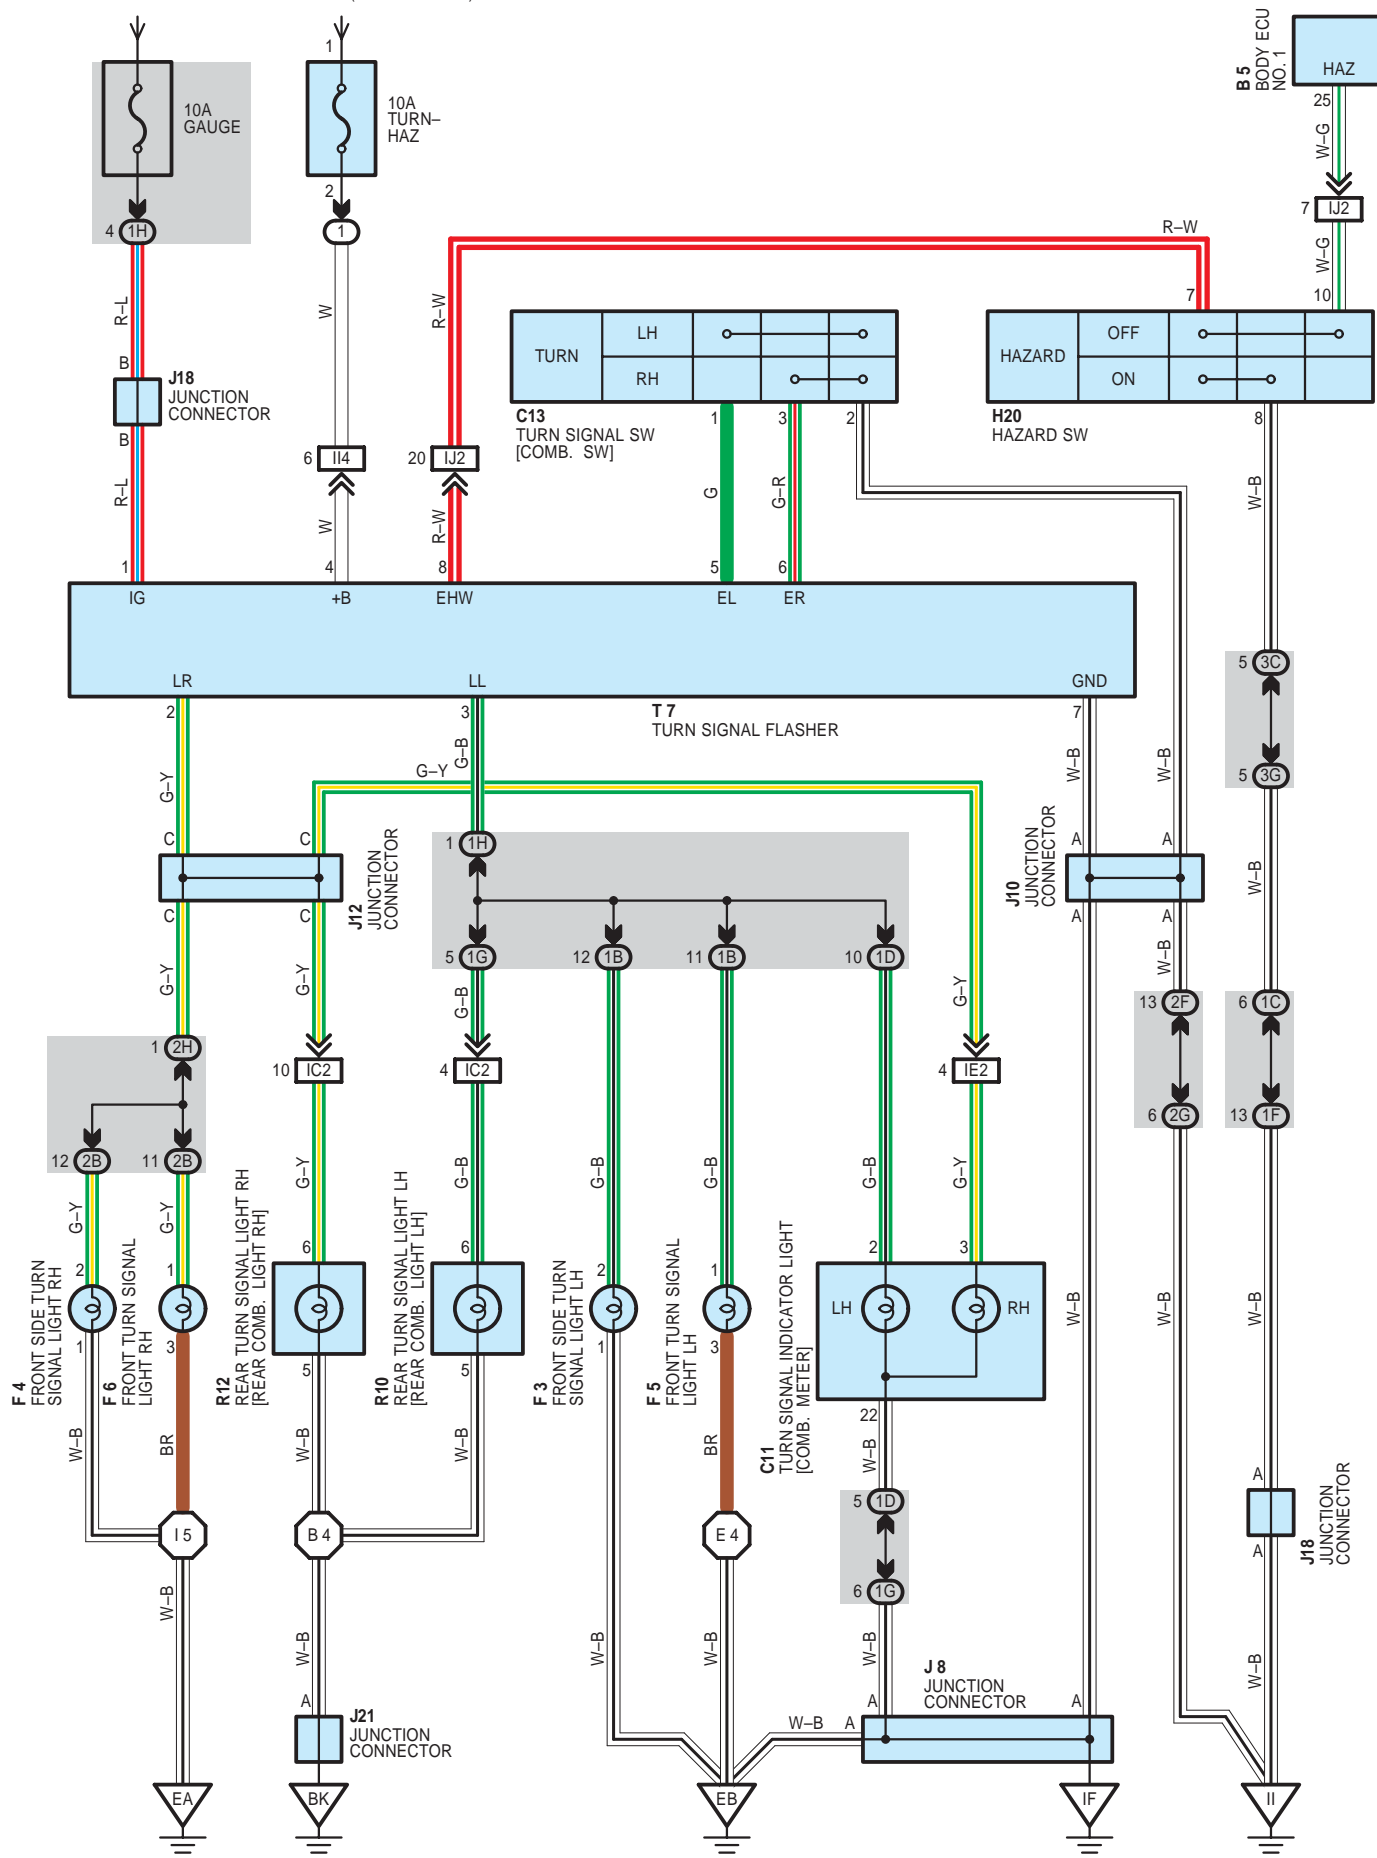 1
10A
GAUGE
10A
TURN–
HAZ
B 5
BODY ECU
NO. 1
HAZ
25
W–G
2
4 1H
1
7 IJ2
R–W
W–G
R–L
W
R–W
7
10
TURN
LH
RH
HAZARD
OFF
ON
B
J18
JUNCTION
CONNECTOR
B
C13
TURN SIGNAL SW
[COMB. SW]
1
3
2
H20
HAZARD SW
8
6 II4
20 IJ2
R–L
W
R–W
G
G–R
W–B
1
4
8
5
6
IG
+B
EHW
EL
ER
LR
LL
GND
2
3
T 7
TURN SIGNAL FLASHER
7
5 3C
5 3G
G–Y
G–B
G–Y
W–B
W–B
C
C
J12
JUNCTION
CONNECTOR
C
C
1 1H
J10
JUNCTION
CONNECTOR
A
A
A
A
W–B
5 1G
12 1B
11 1B
10 1D
G–Y
G–Y
G–B
G–Y
W–B
13 2F
6 1C
1 2H
10 IC2
4 IC2
4 IE2
6 2G
13 1F
12 2B
11 2B
G–Y
G–Y
G–Y
G–B
G–B
G–B
G–B
G–Y
2
1
6
6
2
1
2
3
F 4
FRONT SIDE TURN
SIGNAL LIGHT RH
F 6
FRONT TURN SIGNAL
LIGHT RH
R12
REAR TURN SIGNAL LIGHT RH
[REAR COMB. LIGHT RH]
R10
REAR TURN SIGNAL LIGHT LH
[REAR COMB. LIGHT LH]
F 3
FRONT SIDE TURN
SIGNAL LIGHT LH
F 5
FRONT TURN SIGNAL
LIGHT LH
C11
TURN SIGNAL INDICATOR LIGHT
[COMB. METER]
LH
RH
W–B
W–B
W–B
1
3
5
5
1
3
22
W–B
BR
W–B
W–B
BR
W–B
I 5
B 4
E 4
5 1D
6 1G
A
J18
JUNCTION
CONNECTOR
A
W–B
W–B
W–B
W–B
W–B
W–B
A
J21
JUNCTION
CONNECTOR
W–B
A
A
J 8
JUNCTION
CONNECTOR
A
EA
BK
EB
IF
II